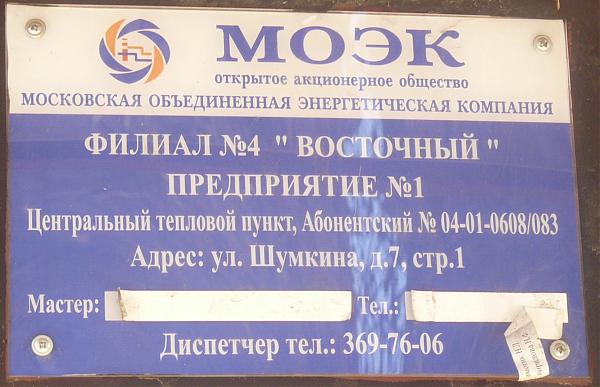 МОЭК
открытое акционерное общество
МОСКОВСКАЯ ОБЪЕДИНЕННАЯ ЭНЕРГЕТИЧЕСКАЯ КОМПАНИЯ
ФИЛИАЛ №4 " ВОСТОЧНЫЙ "
ПРЕДПРИЯТИЕ №1
Центральный тепловой пункт, Абонентский № 04-01-0608/083
Адрес: ул. Шумкина, д.7, стр.1
Мастер: Тел.:
Диспетчер тел.: 369-76-06